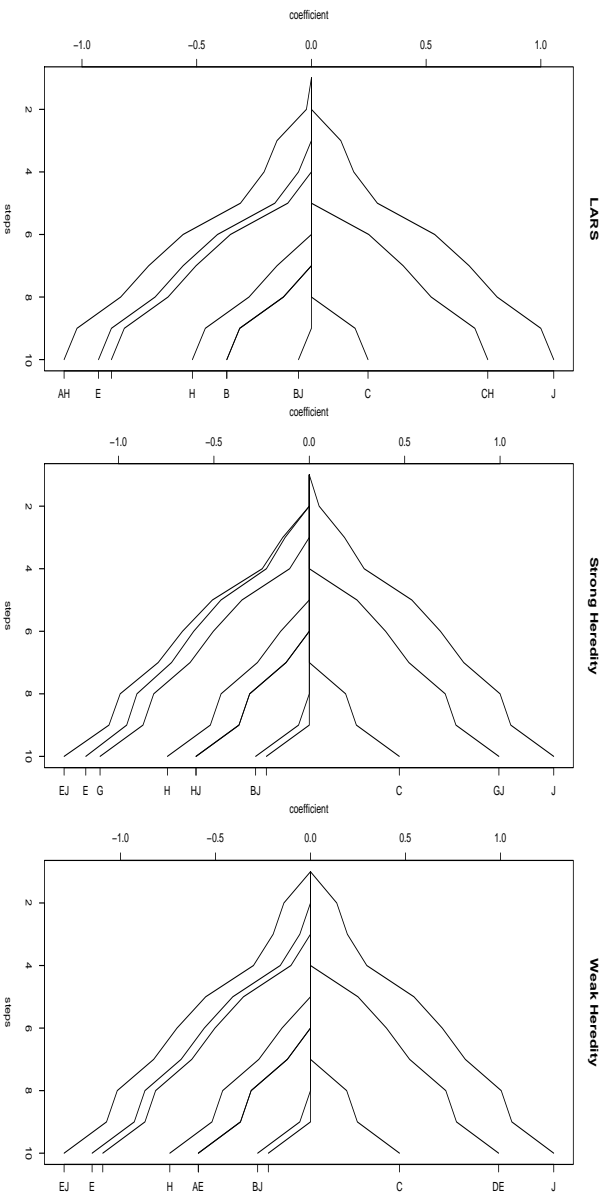 coefficient
−1.0 −0.5 0.0 0.5 1.0
LARS
steps
2
4
6
8
10
AH E H B BJ C CH J
coefficient
−1.0 −0.5 0.0 0.5 1.0
Strong Heredity
steps
2
4
6
8
10
EJ E G H HJ BJ C GJ J
coefficient
−1.0 −0.5 0.0 0.5 1.0
Weak Heredity
steps
2
4
6
8
10
EJ E H AE BJ C DE J